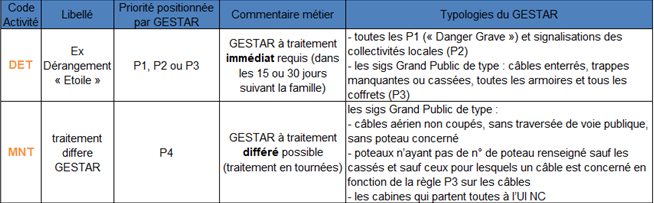 Code Activité
Libellé
Priorité positionnée par GESTAR
Commentaire métier
Typologies du GESTAR
DET
Ex
Dérangement
« Etoile »
P1, P2 ou P3
GESTAR à traitement
immédiat requis (dans
les 15 ou 30 jours
suivant la famille)
- toutes les P1 (« Danger Grave ») et signalisations des
collectivités locales (P2)
- les sigs Grand Public de type : câbles enterrés, trappes
manquantes ou cassées, toutes les armoires et tous les
coffrets (P3)
MNT
traitement
differe
GESTAR
P4
GESTAR à traitement
différé possible
(traitement en tournées)
les sigs Grand Public de type :
- câbles aérien non coupés, sans traversée de voie publique,
sans poteau concerné
- poteaux n'ayant pas de n° de poteau renseigné sauf les
cassés et sauf ceux pour lesquels un câble est concerné en
fonction de la règle P3 sur les câbles
- les cabines qui partent toutes à l'UI NC